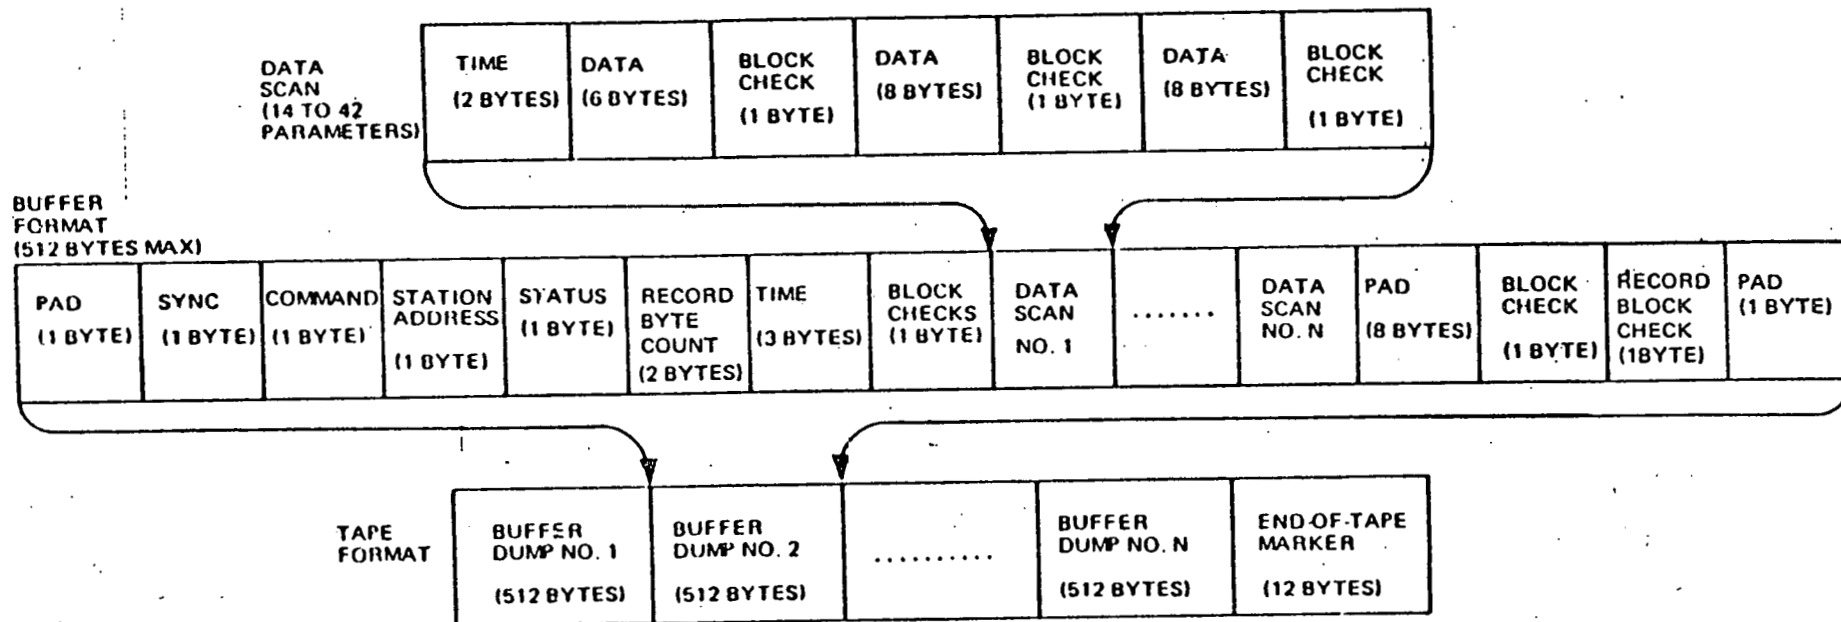 DATA
SCAN
(14 TO 42
PARAMETERS)
TIME
(2 BYTES)
DATA
(6 BYTES)
BLOCK
CHECK
(1 BYTE)
DATA
(8 BYTES)
BLOCK
CHECK
(1 BYTE)
DATA
(8 BYTES)
BLOCK
CHECK
(1 BYTE)
BUFFER
FORMAT
(512 BYTES MAX)
PAD
(1 BYTE)
SYNC
(1 BYTE)
COMMAND
(1 BYTE)
STATION
ADDRESS
(1 BYTE)
STATUS
(1 BYTE)
RECORD
BYTE
COUNT
(2 BYTES)
TIME
(3 BYTES)
BLOCK
CHECKS
(1 BYTE)
DATA
SCAN
NO. 1
.......
DATA
SCAN
NO. N
PAD
(8 BYTES)
BLOCK
CHECK
(1 BYTE)
RECORD
BLOCK
CHECK
(1BYTE)
PAD
(1 BYTE)
TAPE
FORMAT
BUFFER
DUMP NO. 1
(512 BYTES)
BUFFER
DUMP NO. 2
(512 BYTES)
..........
BUFFER
DUMP NO. N
(512 BYTES)
END-OF-TAPE
MARKER
(12 BYTES)